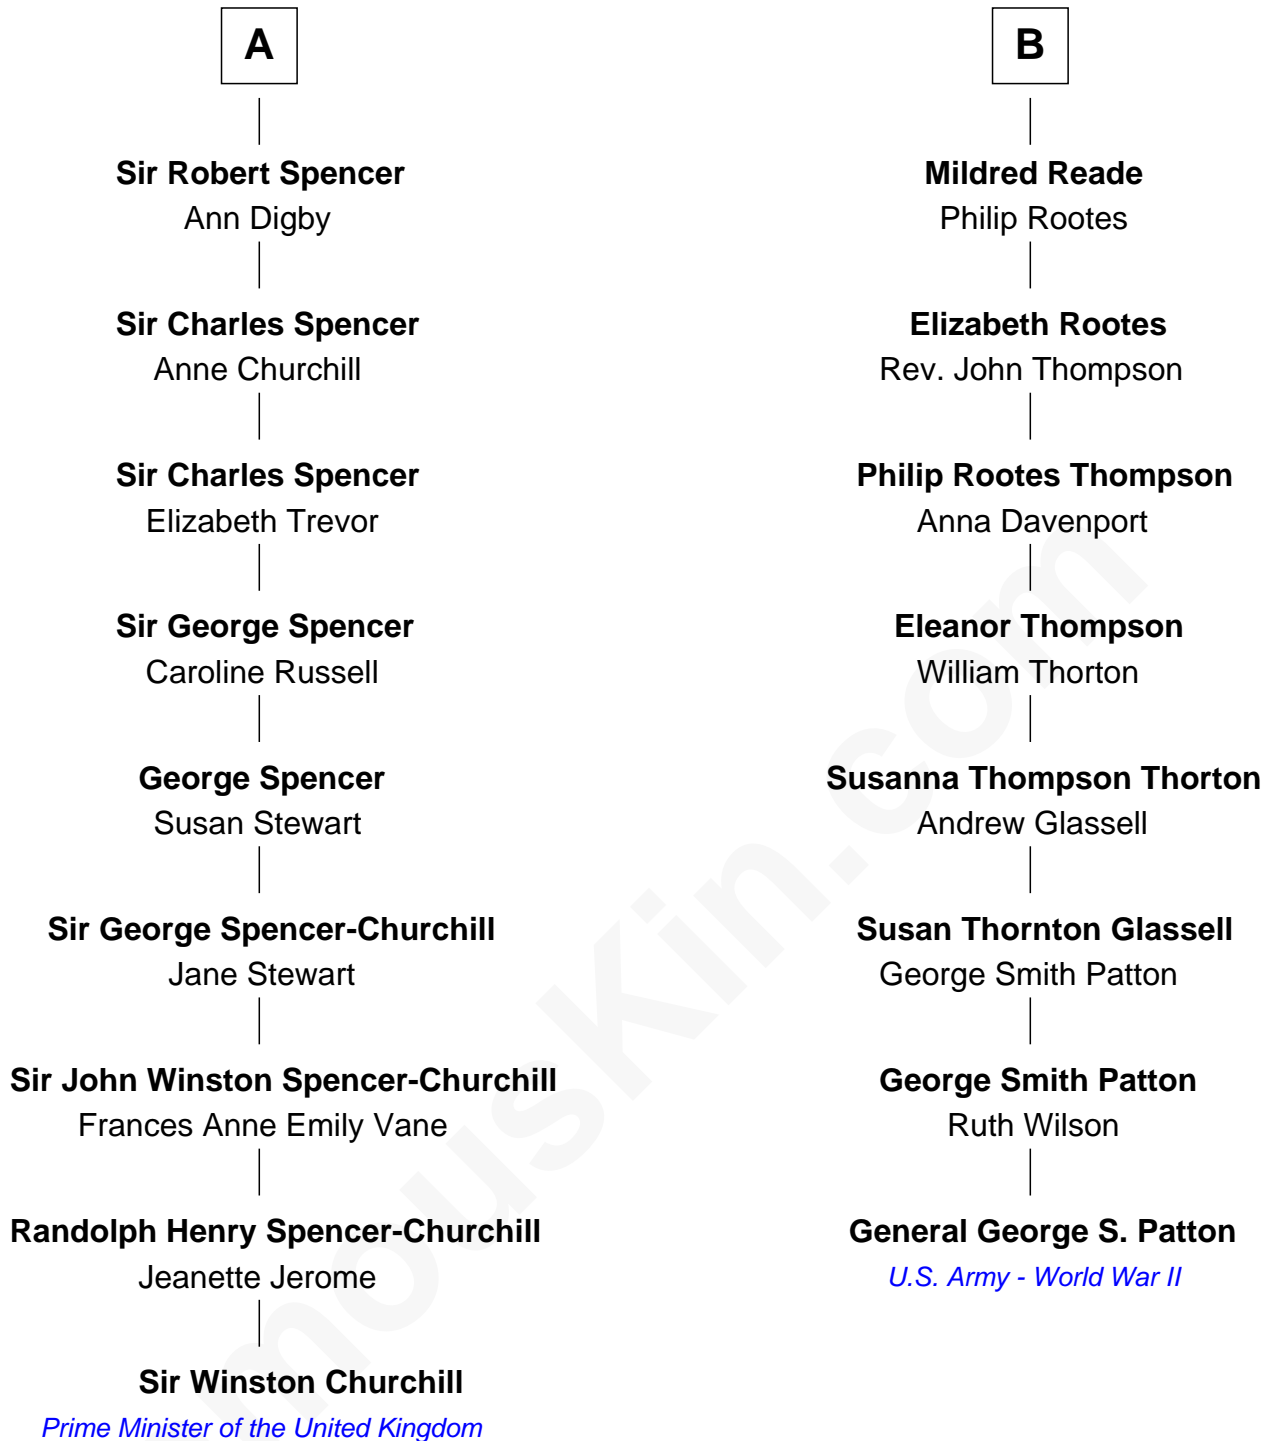 A
Sir Robert Spencer
Ann Digby
Sir Charles Spencer
Anne Churchill
Sir Charles Spencer
Elizabeth Trevor
Sir George Spencer
Caroline Russell
George Spencer
Susan Stewart
Sir George Spencer-Churchill
Jane Stewart
Sir John Winston Spencer-Churchill
Frances Anne Emily Vane
Randolph Henry Spencer-Churchill
Jeanette Jerome
Sir Winston Churchill
Prime Minister of the United Kingdom
B
Mildred Reade
Philip Rootes
Elizabeth Rootes
Rev. John Thompson
Philip Rootes Thompson
Anna Davenport
Eleanor Thompson
William Thorton
Susanna Thompson Thorton
Andrew Glassell
Susan Thornton Glassell
George Smith Patton
George Smith Patton
Ruth Wilson
General George S. Patton
U.S. Army - World War II
mousKin.com